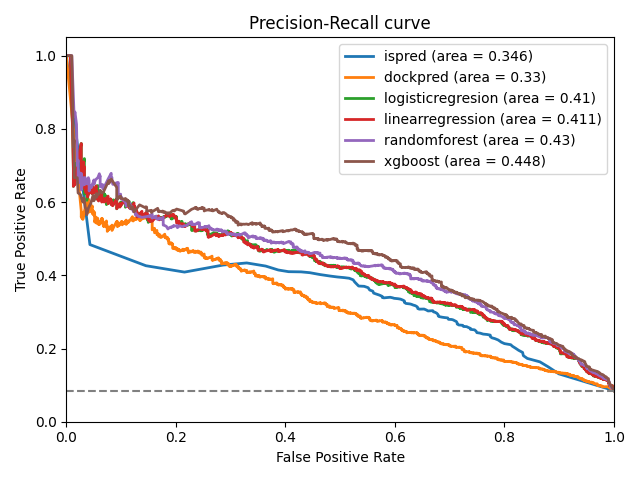 Precision-Recall curve
ispred (area = 0.346)
dockpred (area = 0.33)
logisticregresion (area = 0.41)
linearregression (area = 0.411)
randomforest (area = 0.43)
xgboost (area = 0.448)
True Positive Rate
1.0
0.8
0.6
0.4
0.2
0.0
0.0 0.2 0.4 0.6 0.8 1.0
False Positive Rate